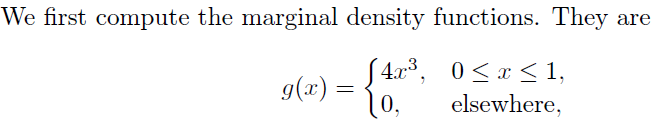 We first compute the marginal density functions. They are
g(x) = { 4x³, 0 ≤ x ≤ 1,
0, elsewhere,